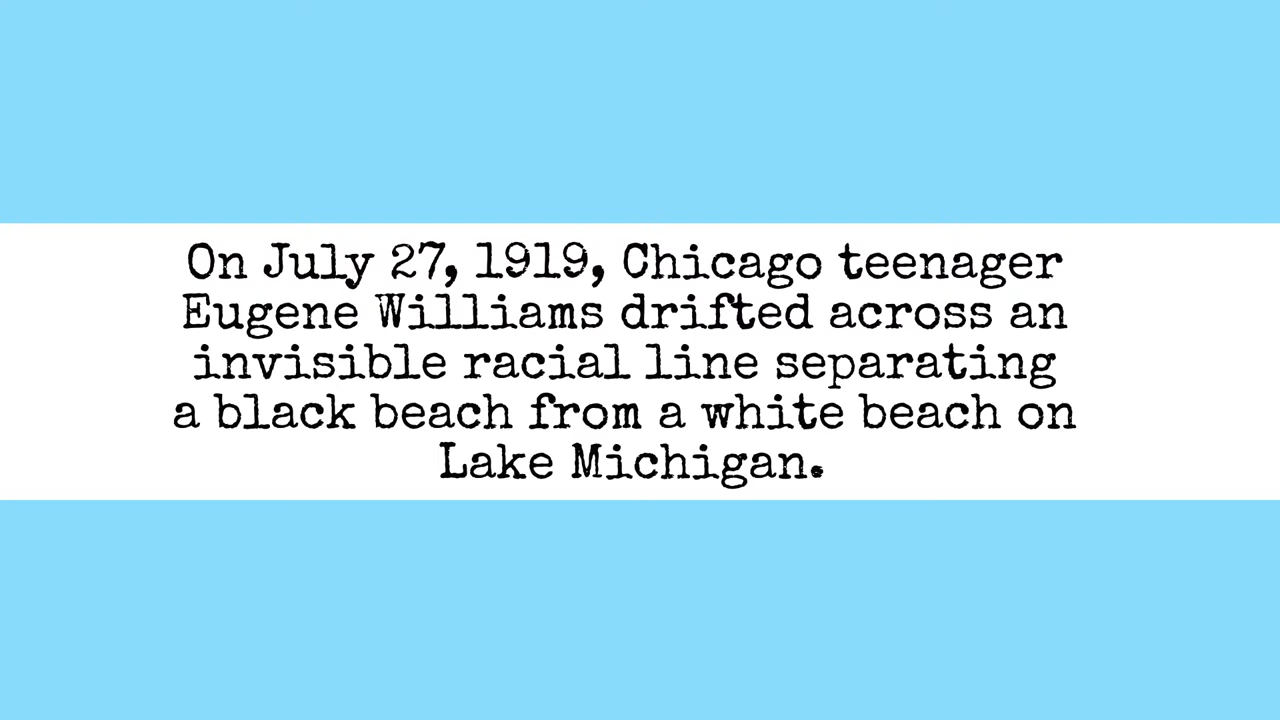 On July 27, 1919, Chicago teenager
Eugene Williams drifted across an
invisible racial line separating
a black beach from a white beach on
Lake Michigan.